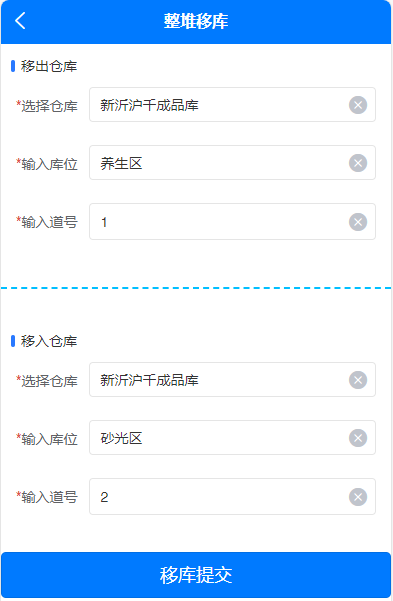 整堆移库
移出仓库
*选择仓库 新沂沪千成品库
*输入库位 养生区
*输入道号 1
移入仓库
*选择仓库 新沂沪千成品库
*输入库位 砂光区
*输入道号 2
移库提交